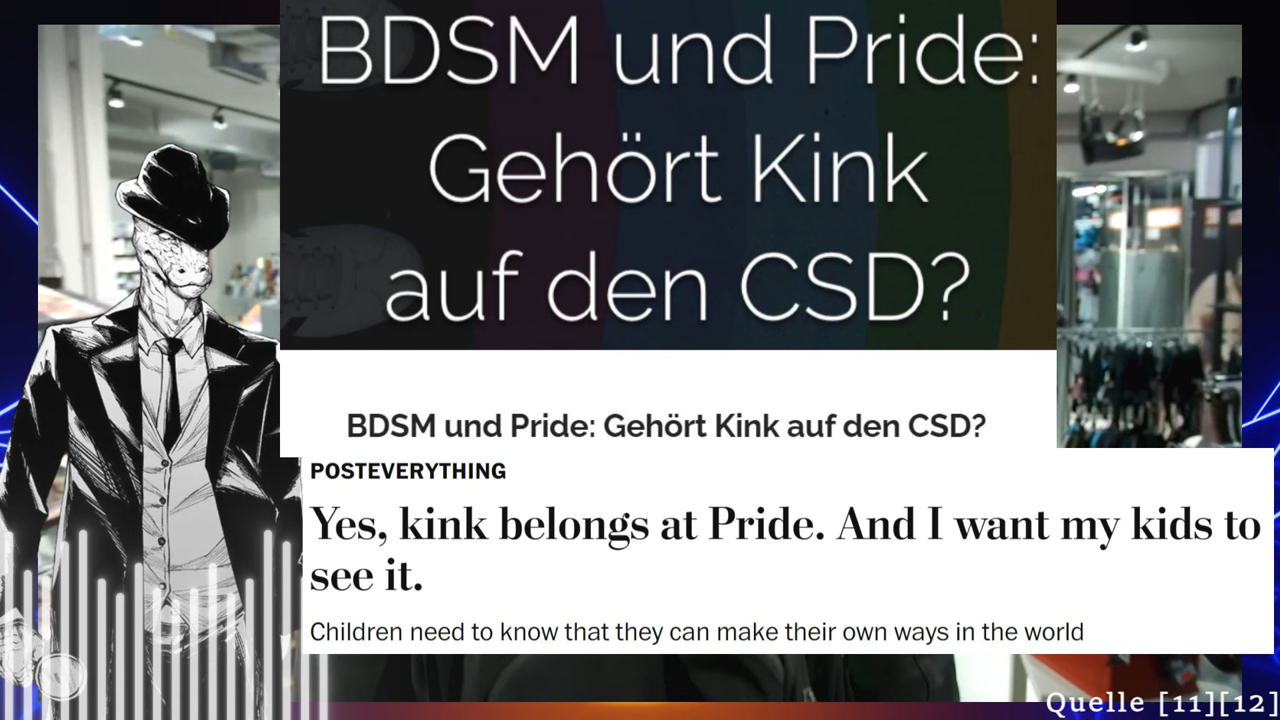 BDSM und Pride:
Gehört Kink
auf den CSD?
BDSM und Pride: Gehört Kink auf den CSD?
POSTEVERYTHING
Yes, kink belongs at Pride. And I want my kids to
see it.
Children need to know that they can make their own ways in the world
Quelle [11][12]